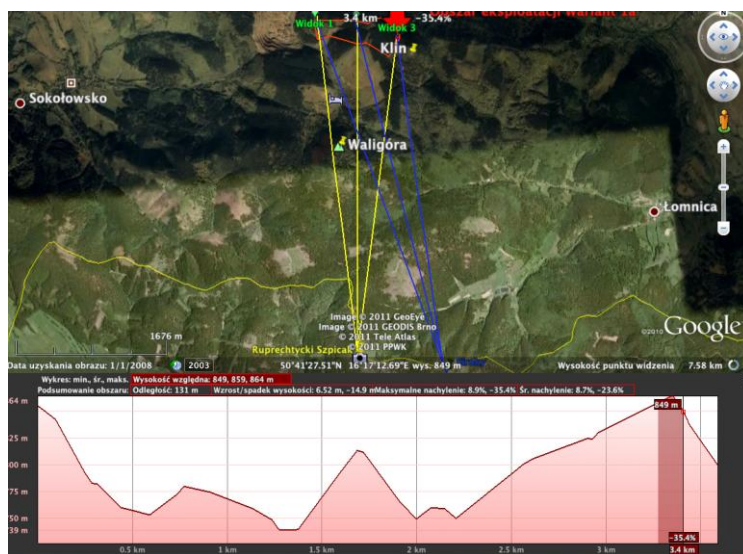 3.4 km -35.4%
Obszar eksploatacji wariant 1a
Widok 1
Widok 3
Klin
Sokołowsko
Waligóra
Łomnica
Image © 2011 GeoEye
Image © 2011 GEODIS Brno
© 2011 Tele Atlas
© 2011 PPWK
©2010 Google
1676 m
Ruprechtycki Szpicak
Data uzyskania obrazu: 1/1/2008 2003 50°41'27.51"N 16°17'12.69"E wys. 849 m Wysokość punktu widzenia 7.58 km
Wykres: min., śr., maks. Wysokość względna: 849, 859, 864 m
Podsumowanie obszaru: Odległość: 131 m Wzrost/spadek wysokości: 6.52 m, -14.9 m Maksymalne nachylenie: 8.9%, -35.4% Śr. nachylenie: 8.7%, -23.6%
64 m
849 m
25 m
00 m
75 m
50 m
39 m
-35.4%
0.5 km 1 km 1.5 km 2 km 2.5 km 3 km 3.4 km